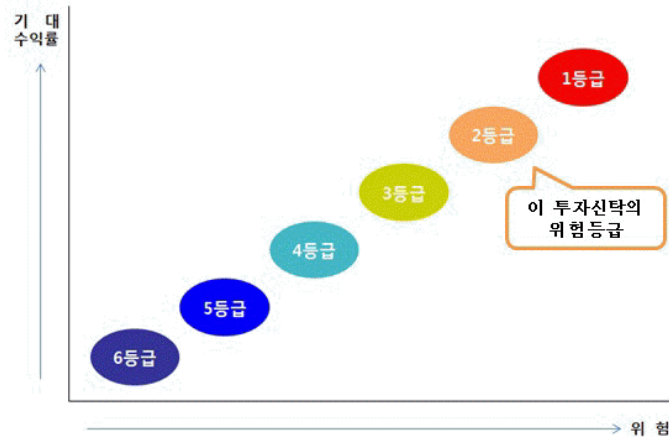 기 대
수익률
1등급
2등급
3등급
이 투자신탁의
위험등급
4등급
5등급
6등급
위 험